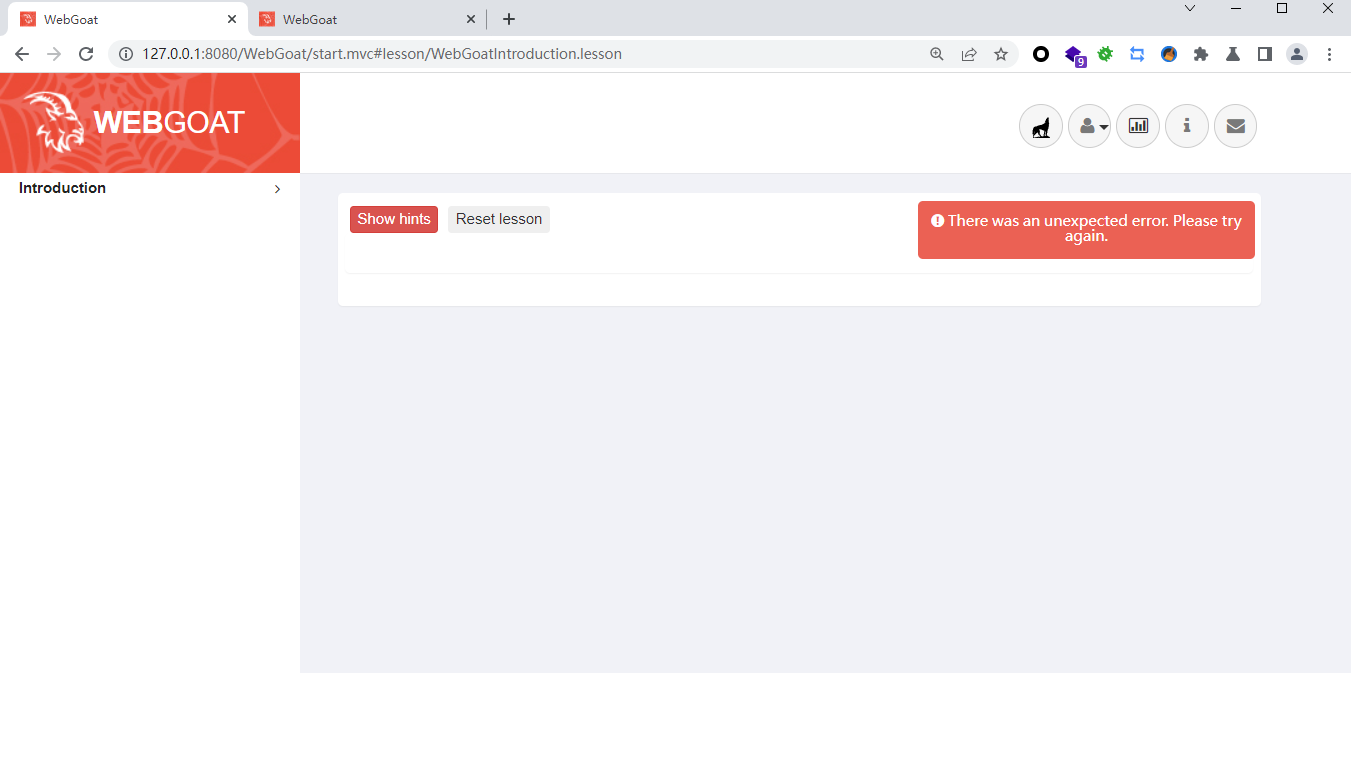 WebGoat
WebGoat
127.0.0.1:8080/WebGoat/start.mvc#lesson/WebGoatIntroduction.lesson
9
WEBGOAT
Introduction
Show hints
Reset lesson
There was an unexpected error. Please try
again.